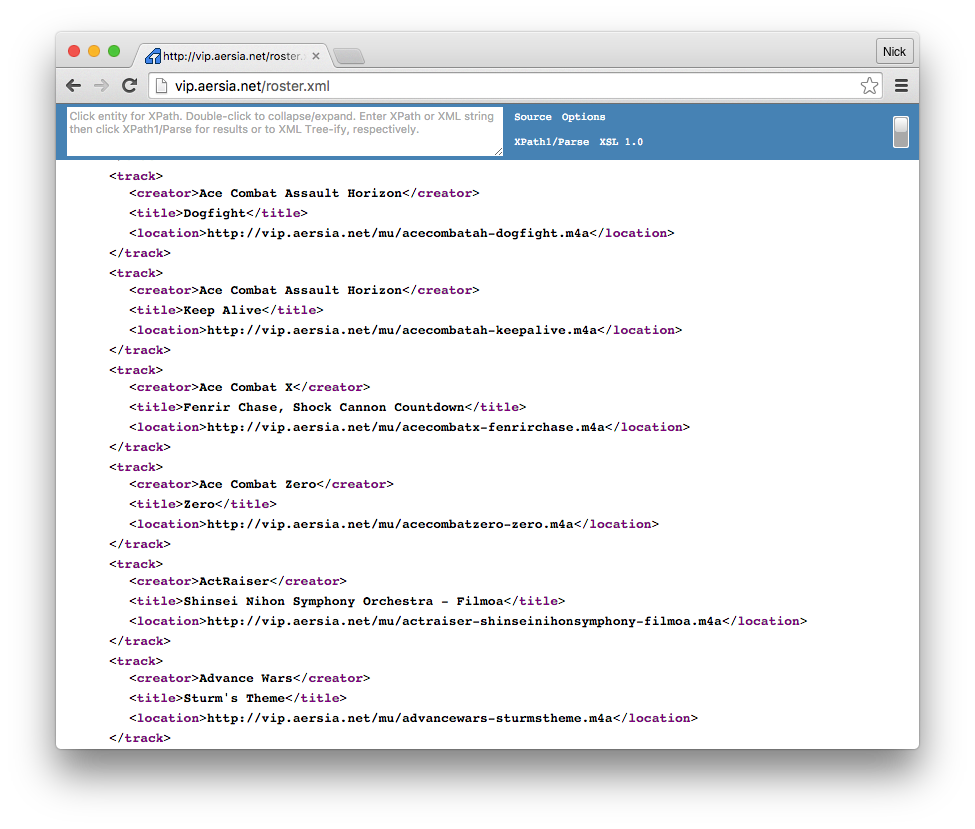 http://vip.aersia.net/roster.
Nick
vip.aersia.net/roster.xml
Click entity for XPath. Double-click to collapse/expand. Enter XPath or XML string
then click XPath1/Parse for results or to XML Tree-ify, respectively.
Source Options
XPath1/Parse XSL 1.0
<track>
<creator>Ace Combat Assault Horizon</creator>
<title>Dogfight</title>
<location>http://vip.aersia.net/mu/acecombatah-dogfight.m4a</location>
</track>
<track>
<creator>Ace Combat Assault Horizon</creator>
<title>Keep Alive</title>
<location>http://vip.aersia.net/mu/acecombatah-keepalive.m4a</location>
</track>
<track>
<creator>Ace Combat X</creator>
<title>Fenrir Chase, Shock Cannon Countdown</title>
<location>http://vip.aersia.net/mu/acecombatx-fenrirchase.m4a</location>
</track>
<track>
<creator>Ace Combat Zero</creator>
<title>Zero</title>
<location>http://vip.aersia.net/mu/acecombatzero-zero.m4a</location>
</track>
<track>
<creator>ActRaiser</creator>
<title>Shinsei Nihon Symphony Orchestra - Filmoa</title>
<location>http://vip.aersia.net/mu/actraiser-shinseinihonsymphony-filmoa.m4a</location>
</track>
<track>
<creator>Advance Wars</creator>
<title>Sturm's Theme</title>
<location>http://vip.aersia.net/mu/advancewars-sturmstheme.m4a</location>
</track>